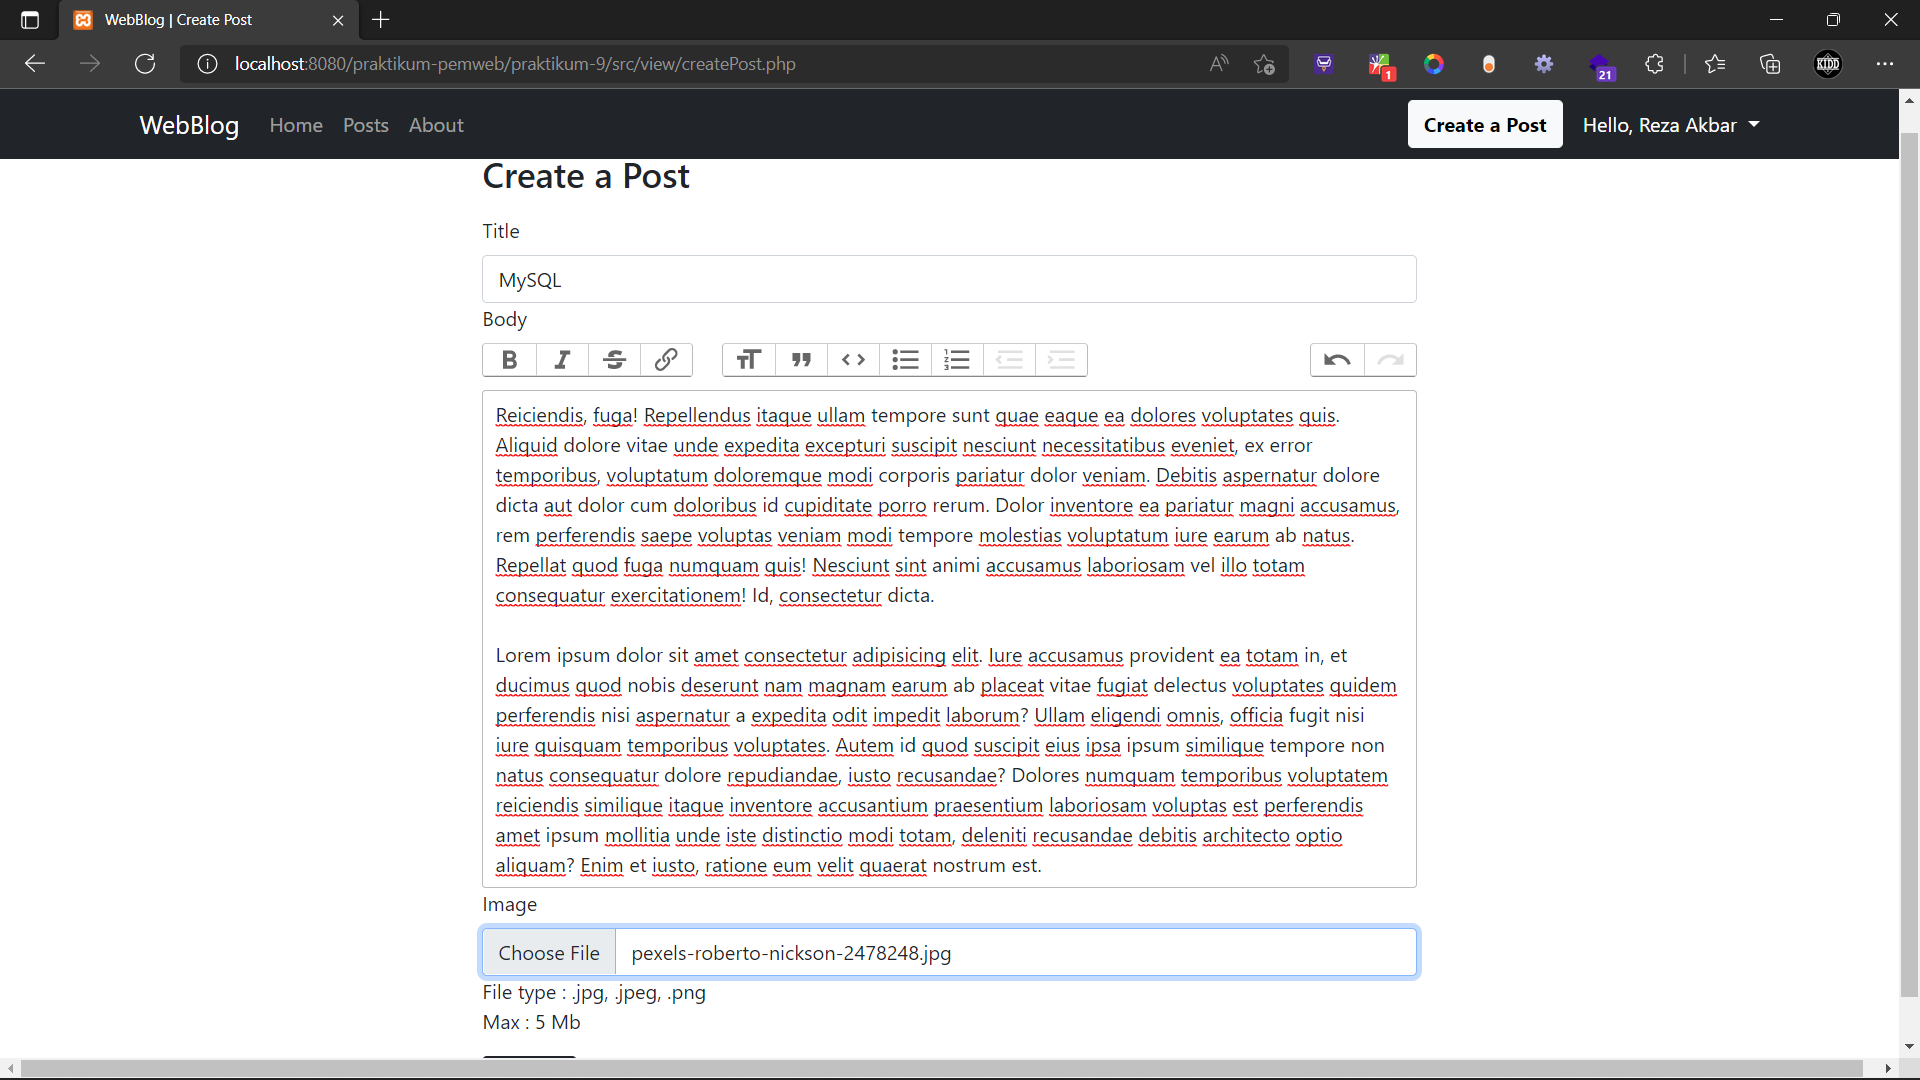 WebBlog | Create Post
localhost:8080/praktikum-pemweb/praktikum-9/src/view/createPost.php
1
21
KIDD
WebBlog Home Posts About Create a Post Hello, Reza Akbar
Create a Post
Title
MySQL
Body
Reiciendis, fuga! Repellendus itaque ullam tempore sunt quae eaque ea dolores voluptates quis.
Aliquid dolore vitae unde expedita excepturi suscipit nesciunt necessitatibus eveniet, ex error
temporibus, voluptatum doloremque modi corporis pariatur dolor veniam. Debitis aspernatur dolore
dicta aut dolor cum doloribus id cupiditate porro rerum. Dolor inventore ea pariatur magni accusamus,
rem perferendis saepe voluptas veniam modi tempore molestias voluptatum iure earum ab natus.
Repellat quod fuga numquam quis! Nesciunt sint animi accusamus laboriosam vel illo totam
consequatur exercitationem! Id, consectetur dicta.
Lorem ipsum dolor sit amet consectetur adipisicing elit. Iure accusamus provident ea totam in, et
ducimus quod nobis deserunt nam magnam earum ab placeat vitae fugiat delectus voluptates quidem
perferendis nisi aspernatur a expedita odit impedit laborum? Ullam eligendi omnis, officia fugit nisi
iure quisquam temporibus voluptates. Autem id quod suscipit eius ipsa ipsum similique tempore non
natus consequatur dolore repudiandae, iusto recusandae? Dolores numquam temporibus voluptatem
reiciendis similique itaque inventore accusantium praesentium laboriosam voluptas est perferendis
amet ipsum mollitia unde iste distinctio modi totam, deleniti recusandae debitis architecto optio
aliquam? Enim et iusto, ratione eum velit quaerat nostrum est.
Image
Choose File pexels-roberto-nickson-2478248.jpg
File type : .jpg, .jpeg, .png
Max : 5 Mb